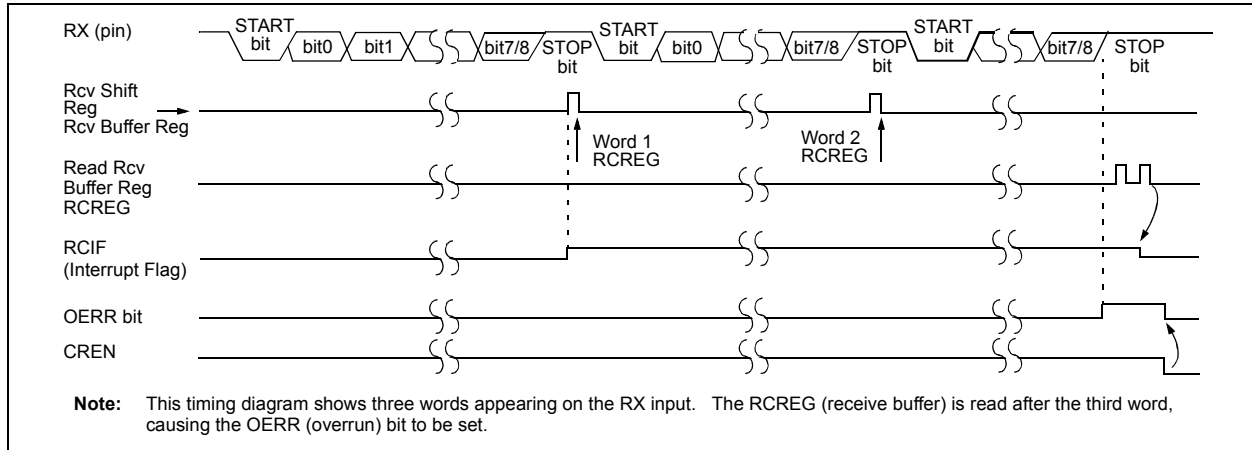 RX (pin)
START
bit
bit0
bit1
bit7/8
STOP
bit
START
bit
bit0
bit7/8
STOP
bit
START
bit
bit7/8
STOP
bit
Rcv Shift
Reg
Rcv Buffer Reg
Word 1
RCREG
Word 2
RCREG
Read Rcv
Buffer Reg
RCREG
RCIF
(Interrupt Flag)
OERR bit
CREN
Note: This timing diagram shows three words appearing on the RX input. The RCREG (receive buffer) is read after the third word,
causing the OERR (overrun) bit to be set.